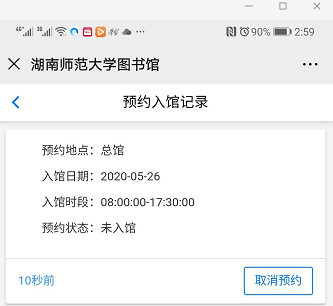 90% 2:59
湖南师范大学图书馆
预约入馆记录
预约地点：总馆
入馆日期：2020-05-26
入馆时段：08:00:00-17:30:00
预约状态：未入馆
10秒前
取消预约